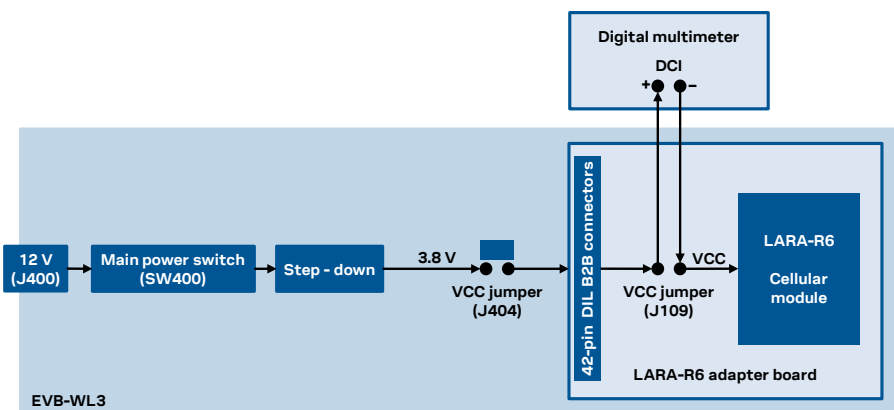 Digital multimeter
DCI
+ −
42-pin DIL B2B connectors
LARA-R6
Cellular
module
12 V
(J400)
Main power switch
(SW400)
Step - down
3.8 V
VCC jumper
(J404)
VCC
VCC jumper
(J109)
LARA-R6 adapter board
EVB-WL3